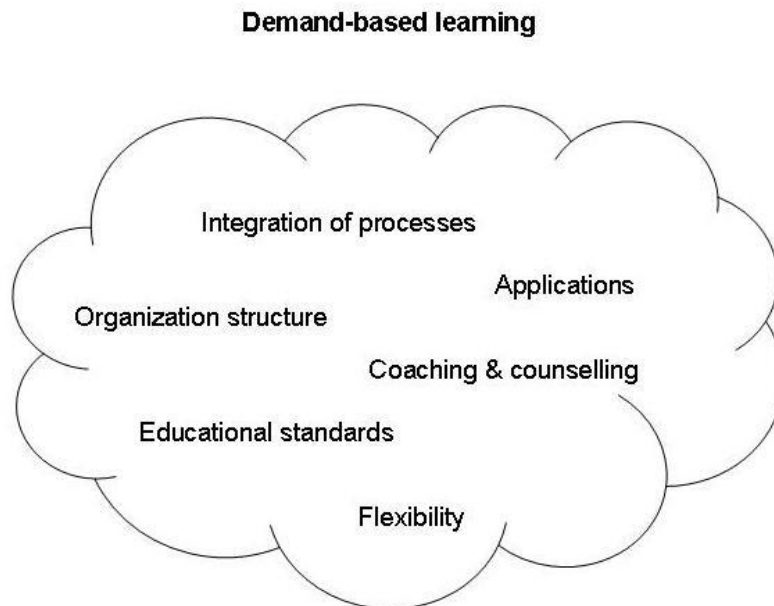 Demand-based learning
Integration of processes
Applications
Organization structure
Coaching & counselling
Educational standards
Flexibility